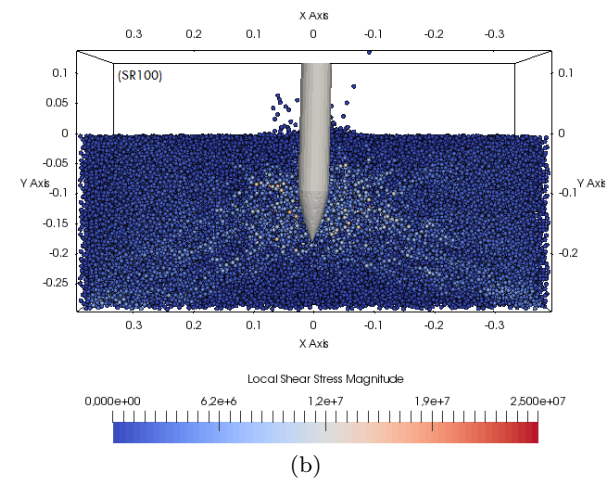 X Axis
0.3 0.2 0.1 0 -0.1 -0.2 -0.3
(SR100)
0.1 0.1
0.05
0 0
-0.05
Y Axis Y Axis
-0.1 -0.1
-0.15
-0.2 -0.2
-0.25
0.3 0.2 0.1 0 -0.1 -0.2 -0.3
X Axis
Local Shear Stress Magnitude
0,000e+00 6,2e+6 1,2e+7 1,9e+7 2,500e+07
(b)